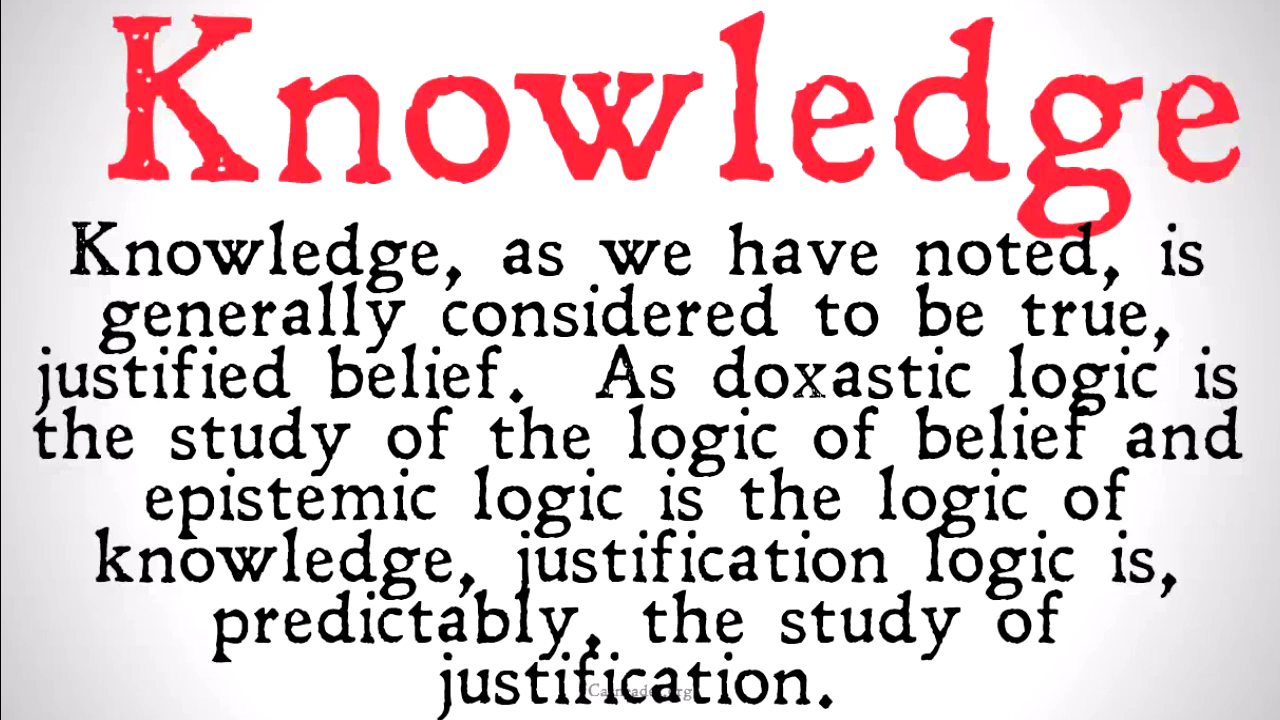 Knowledge
Knowledge, as we have noted, is
generally considered to be true,
justified belief. As doxastic logic is
the study of the logic of belief and
epistemic logic is the logic of
knowledge, justification logic is,
predictably, the study of
justification.